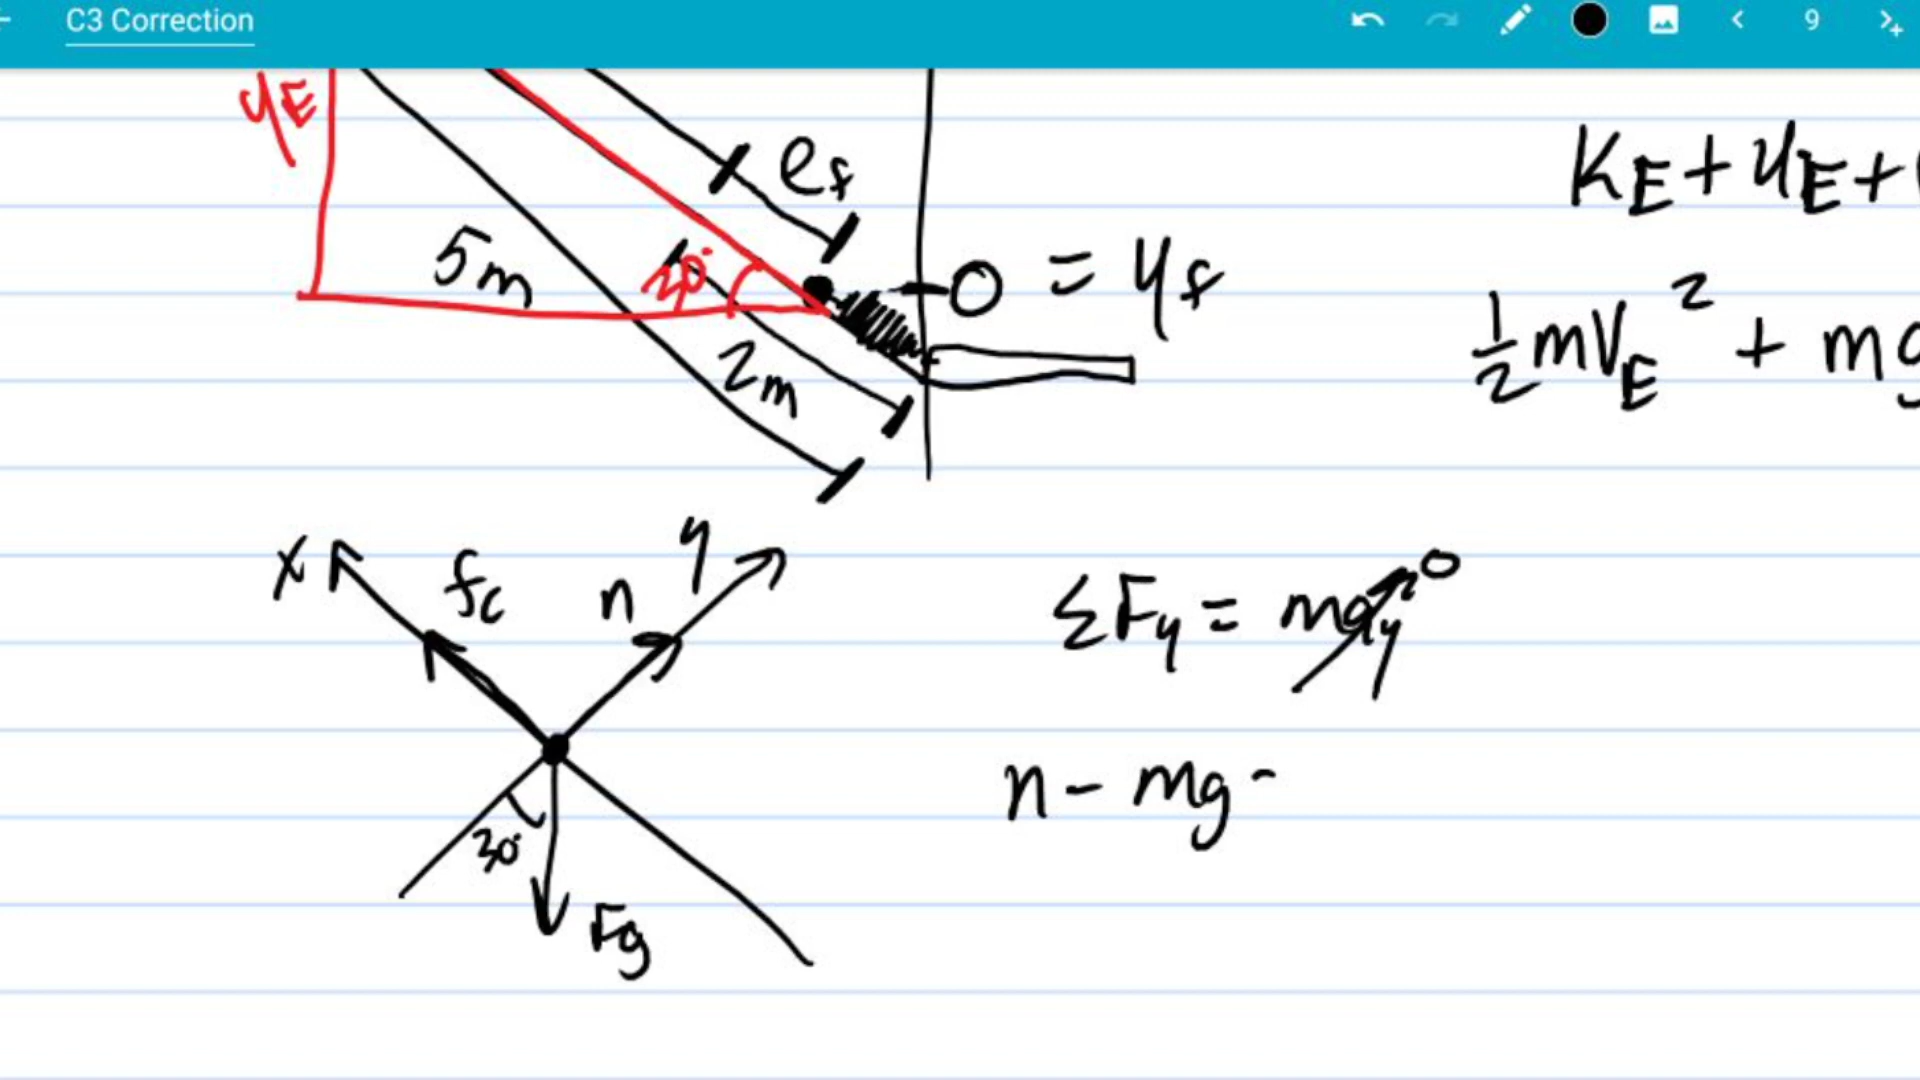 C3 Correction
9
yE
ef
KE + UE +
5m
30°
0 = yf
2m
½mVE² + mg
x
fc
n
y
ΣFy = may 0
n - mg -
30°
Fg